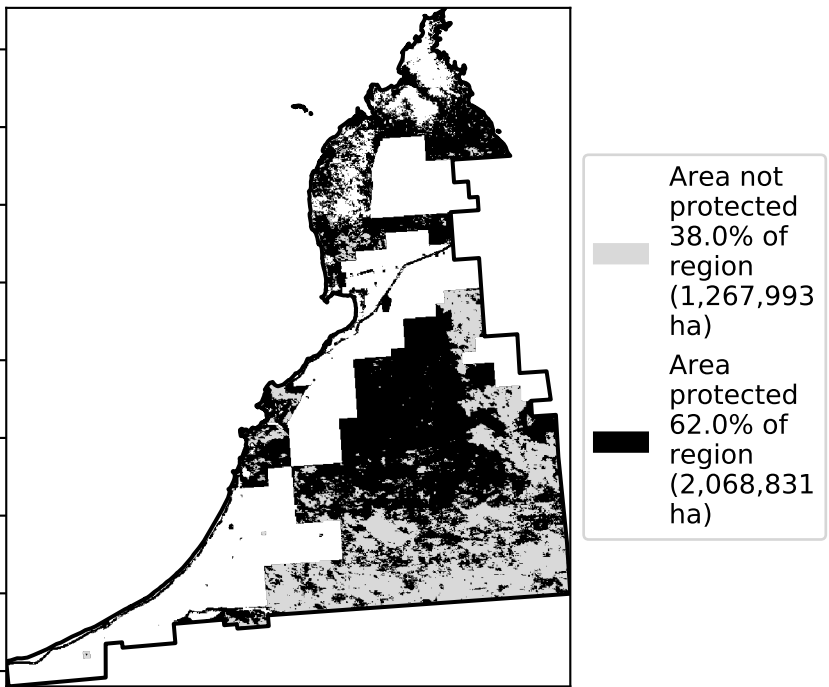 Area not
protected
38.0% of
region
(1,267,993
ha)
Area
protected
62.0% of
region
(2,068,831
ha)